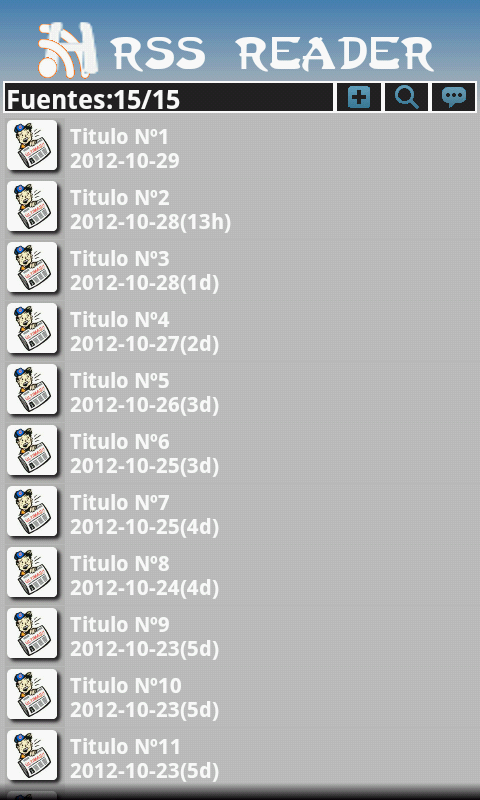 RSS READER
Fuentes:15/15
Titulo Nº1
2012-10-29
Titulo Nº2
2012-10-28(13h)
Titulo Nº3
2012-10-28(1d)
Titulo Nº4
2012-10-27(2d)
Titulo Nº5
2012-10-26(3d)
Titulo Nº6
2012-10-25(3d)
Titulo Nº7
2012-10-25(4d)
Titulo Nº8
2012-10-24(4d)
Titulo Nº9
2012-10-23(5d)
Titulo Nº10
2012-10-23(5d)
Titulo Nº11
2012-10-23(5d)